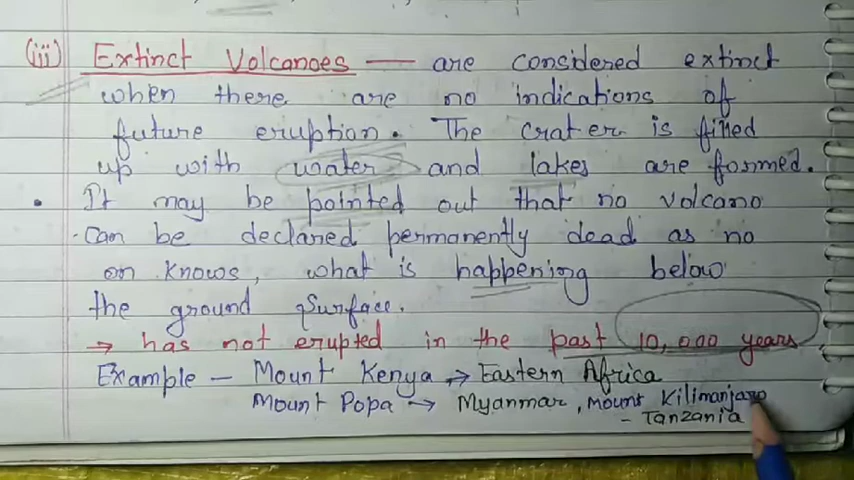 (iii) Extinct Volcanoes — are considered extinct
when there are no indications of
future eruption. The crater is filled
up with water and lakes are formed.
• It may be pointed out that no volcano
can be declared permanently dead as no
on knows, what is happening below
the ground surface.
→ has not erupted in the past 10,000 years.
Example – Mount Kenya → Eastern Africa
Mount Popa → Myanmar, Mount Kilimanjaro
- Tanzania